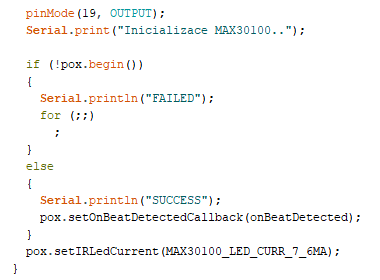 pinMode(19, OUTPUT);
Serial.print("Inicializace MAX30100..");
if (!pox.begin())
{
Serial.println("FAILED");
for (;;)
;
}
else
{
Serial.println("SUCCESS");
pox.setOnBeatDetectedCallback(onBeatDetected);
}
pox.setIRLedCurrent(MAX30100_LED_CURR_7_6MA);
}